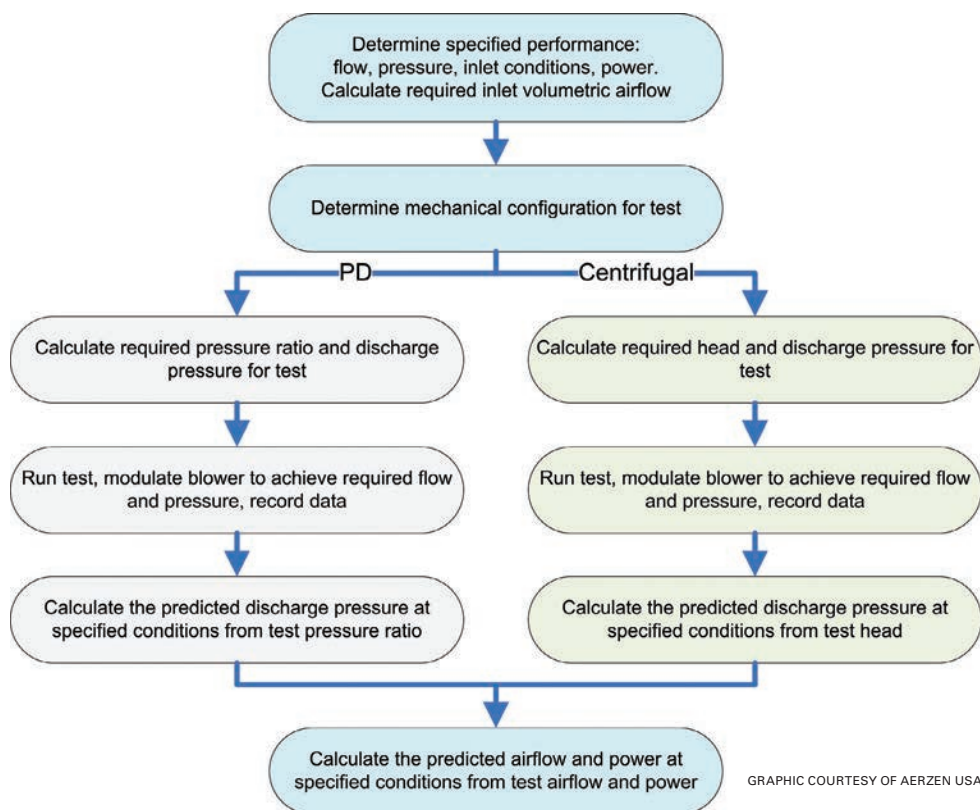 Determine specified performance:
flow, pressure, inlet conditions, power.
Calculate required inlet volumetric airflow
Determine mechanical configuration for test
PD
Centrifugal
Calculate required pressure ratio and discharge
pressure for test
Calculate required head and discharge pressure for
test
Run test, modulate blower to achieve required flow
and pressure, record data
Run test, modulate blower to achieve required flow
and pressure, record data
Calculate the predicted discharge pressure at
specified conditions from test pressure ratio
Calculate the predicted discharge pressure at
specified conditions from test head
Calculate the predicted airflow and power at
specified conditions from test airflow and power
GRAPHIC COURTESY OF AERZEN USA